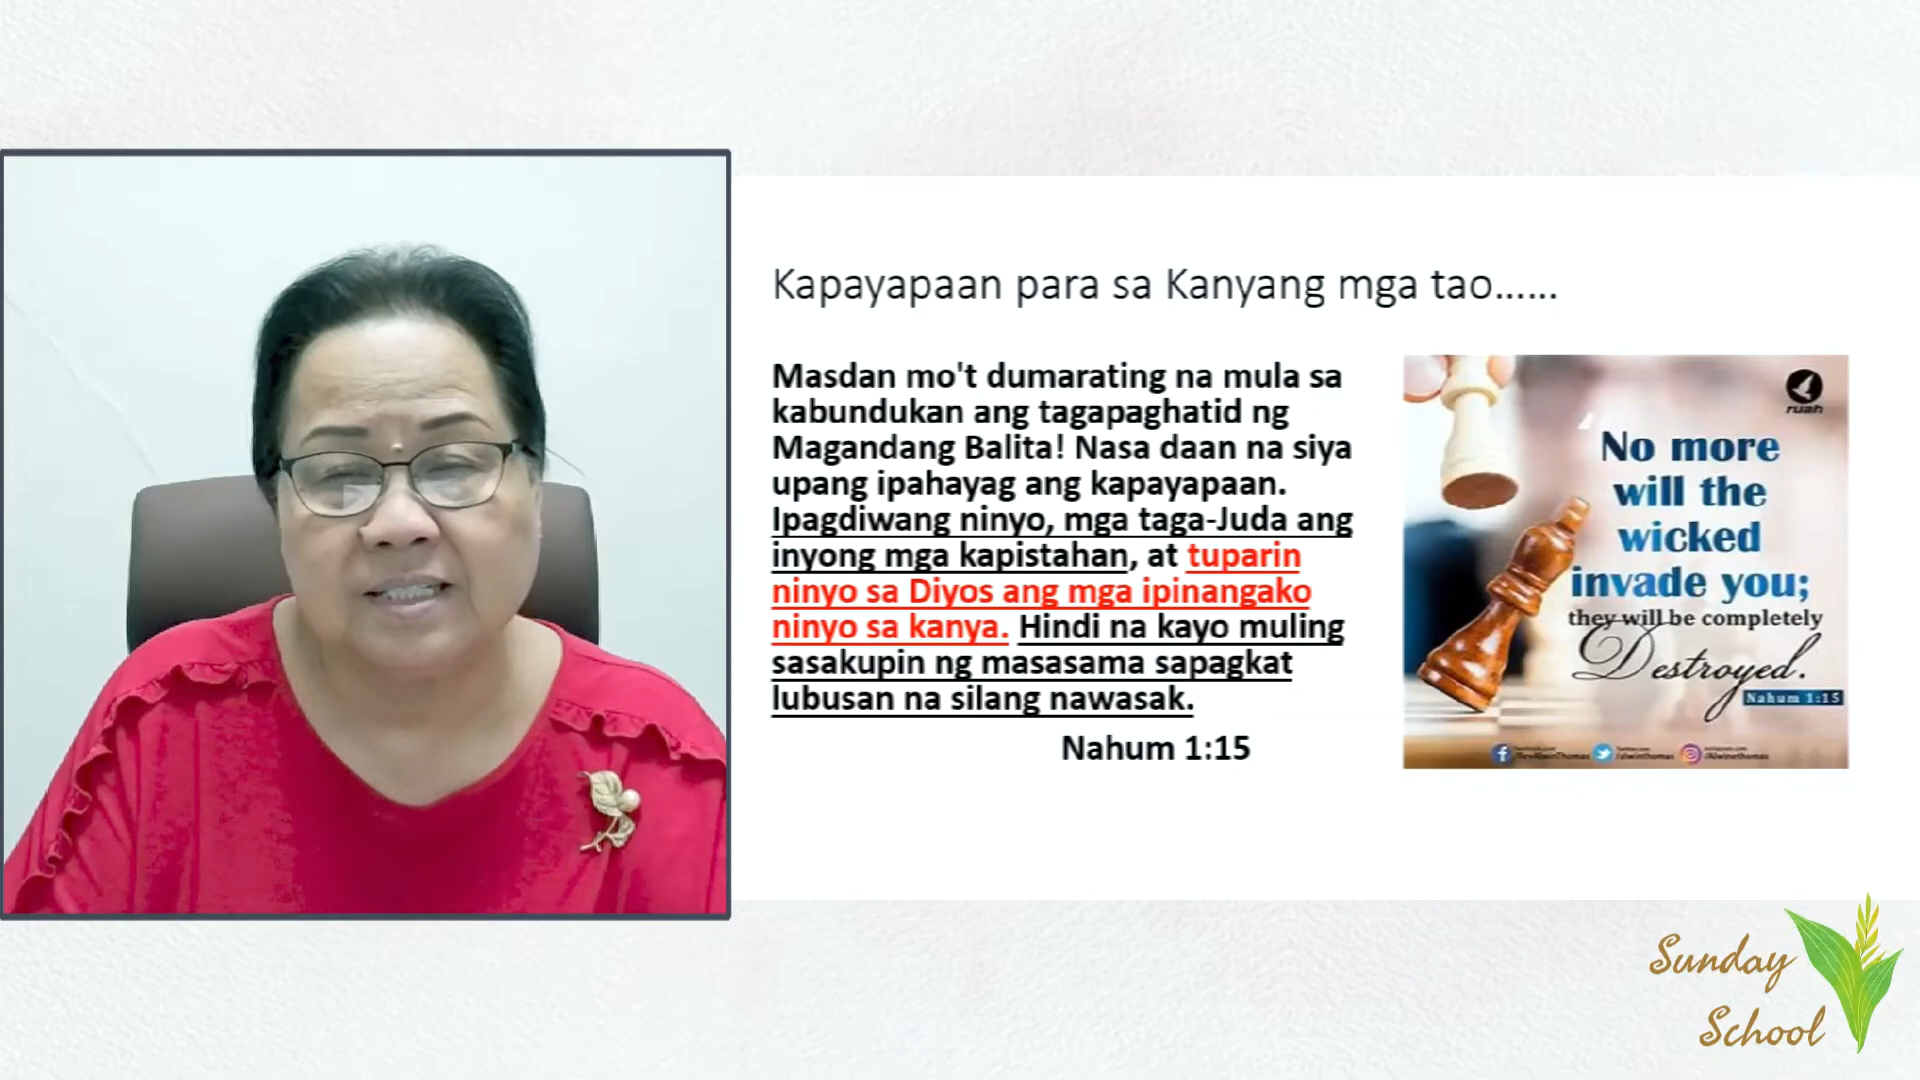 Kapayapaan para sa Kanyang mga tao......
Masdan mo't dumarating na mula sa
kabundukan ang tagapaghatid ng
Magandang Balita! Nasa daan na siya
upang ipahayag ang kapayapaan.
Ipagdiwang ninyo, mga taga-Juda ang
inyong mga kapistahan, at tuparin
ninyo sa Diyos ang mga ipinangako
ninyo sa kanya. Hindi na kayo muling
sasakupin ng masasama sapagkat
lubusan na silang nawasak.
Nahum 1:15
ruah
No more
will the
wicked
invade you;
they will be completely
Destroyed.
Nahum 1:15
Sunday
School